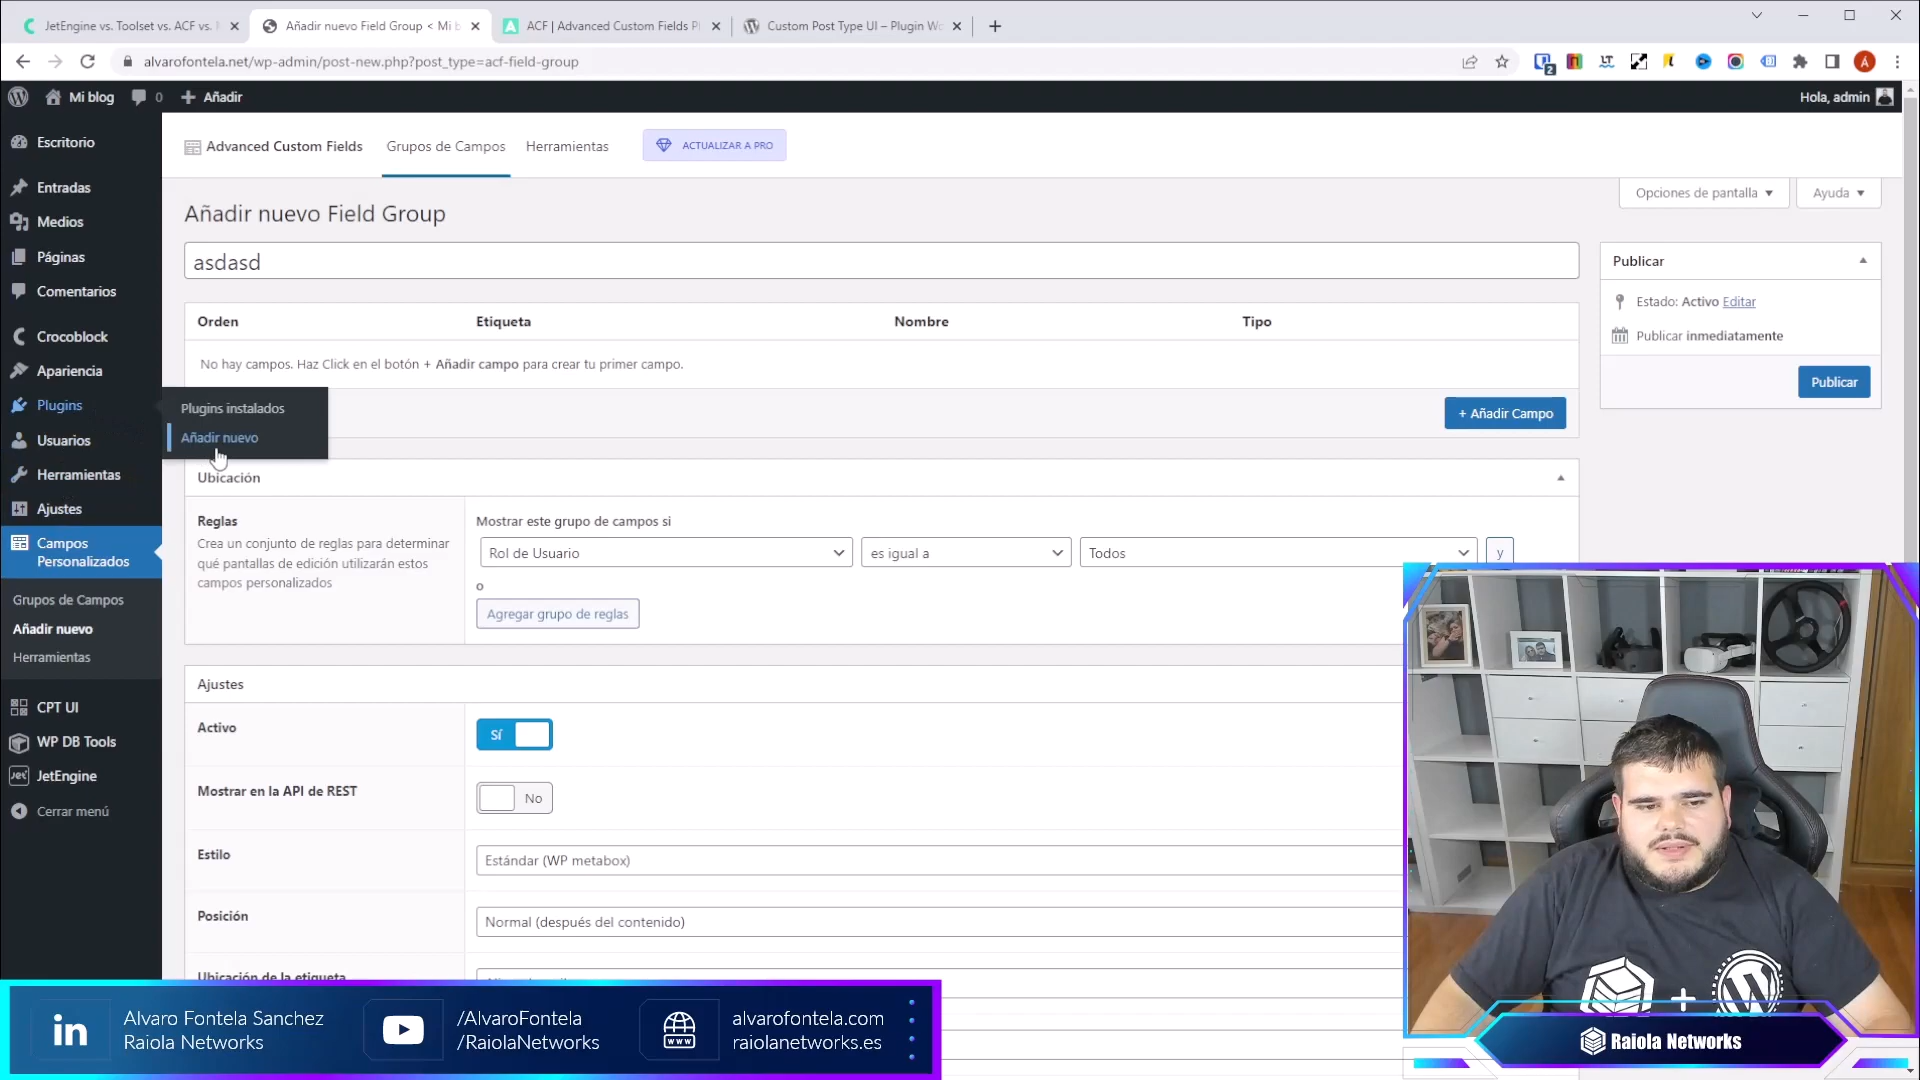 JetEngine vs. Toolset vs. ACF vs.
Añadir nuevo Field Group < Mi b
ACF | Advanced Custom Fields Pl
Custom Post Type UI – Plugin Wo
alvarofontela.net/wp-admin/post-new.php?post_type=acf-field-group
2
A
Mi blog
0
Añadir
Hola, admin
Escritorio
Entradas
Medios
Páginas
Comentarios
Crocoblock
Apariencia
Plugins
Usuarios
Herramientas
Ajustes
Campos
Personalizados
Grupos de Campos
Añadir nuevo
Herramientas
CPT UI
WP DB Tools
JetEngine
Cerrar menú
Plugins instalados
Añadir nuevo
Advanced Custom Fields
Grupos de Campos
Herramientas
ACTUALIZAR A PRO
Opciones de pantalla
Ayuda
Añadir nuevo Field Group
asdasd
Orden Etiqueta Nombre Tipo
No hay campos. Haz Click en el botón + Añadir campo para crear tu primer campo.
+ Añadir Campo
Publicar
Estado: Activo Editar
Publicar inmediatamente
Publicar
Ubicación
Reglas
Crea un conjunto de reglas para determinar
qué pantallas de edición utilizarán estos
campos personalizados
Mostrar este grupo de campos si
Rol de Usuario
es igual a
Todos
y
o
Agregar grupo de reglas
Ajustes
Activo
Sí
Mostrar en la API de REST
No
Estilo
Estándar (WP metabox)
Posición
Normal (después del contenido)
Ubicación de la etiqueta
in
Alvaro Fontela Sanchez
Raiola Networks
/AlvaroFontela
/RaiolaNetworks
www
alvarofontela.com
raiolanetworks.es
+
Raiola Networks